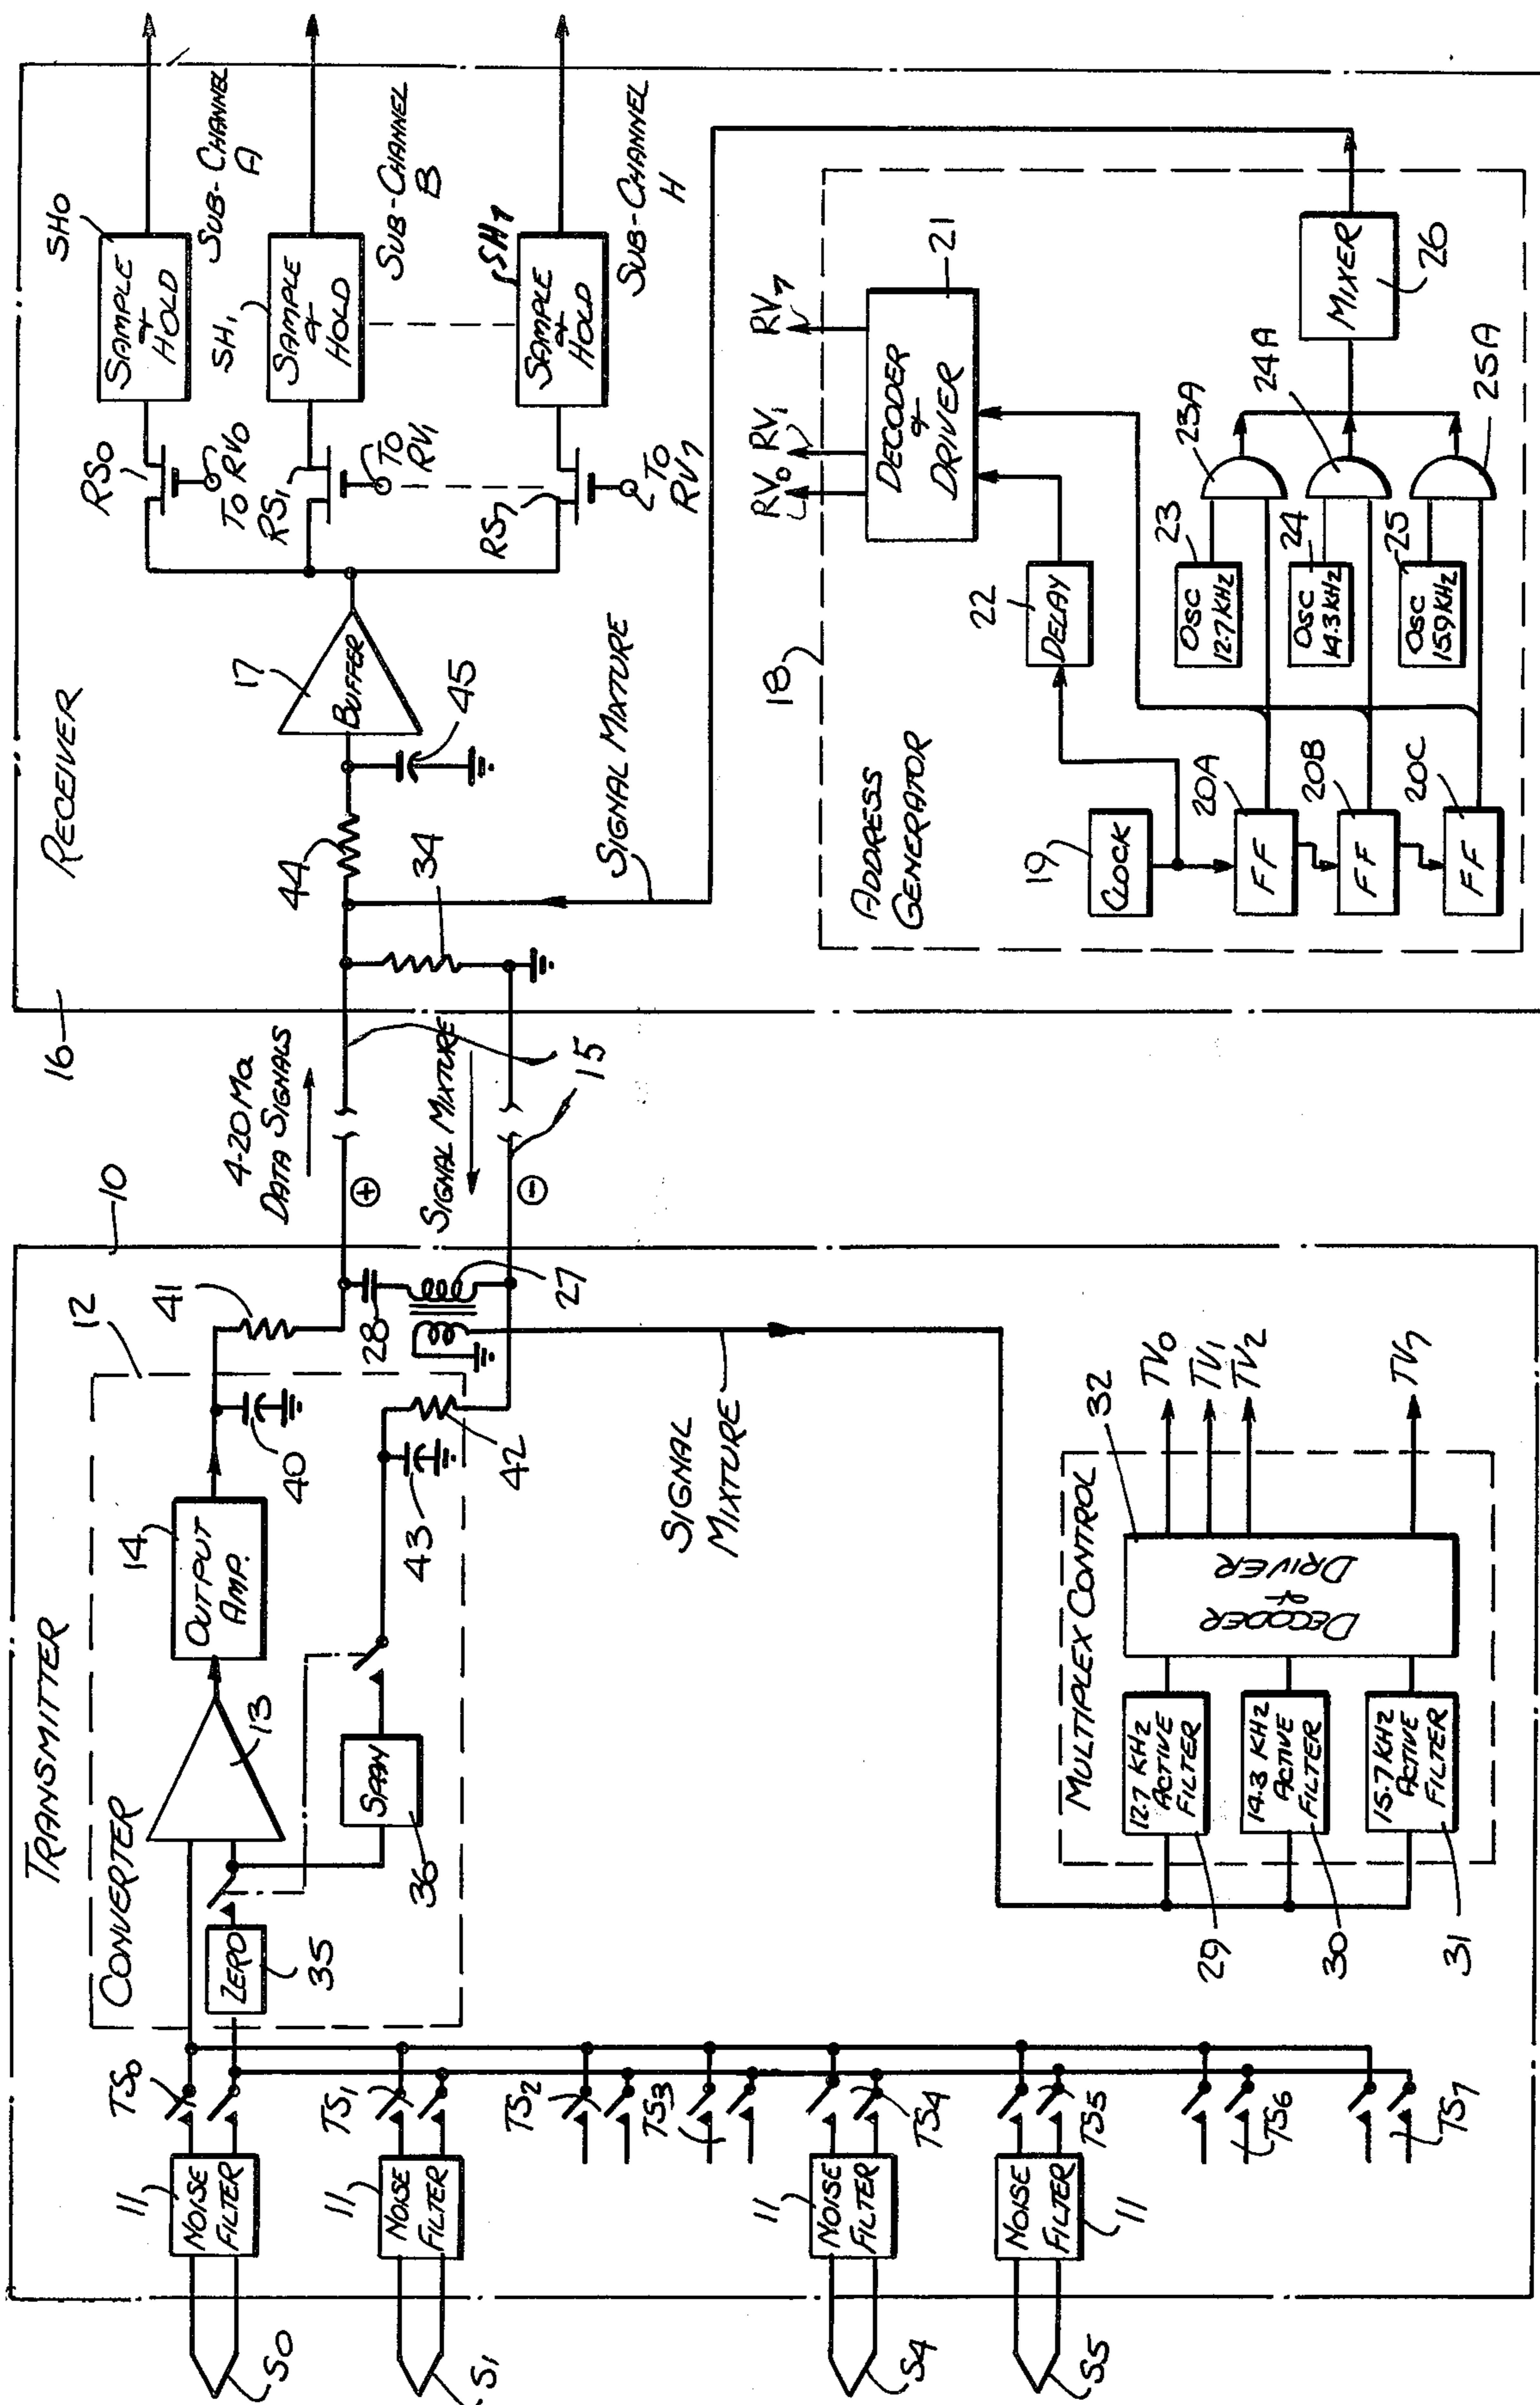 TRANSMITTER
10
12
CONVERTER
TS0
11
NOISE
FILTER
S0
ZERO
35
13
14
OUTPUT
AMP.
40
41
SPAN
36
43
42
28
27
4-20 Ma
DATA SIGNALS
+
SIGNAL MIXTURE
-
15
TS1
11
NOISE
FILTER
S1
TS2
TS3
11
NOISE
FILTER
S4
TS4
NOISE
FILTER
11
S5
TS5
TS6
TS7
SIGNAL
MIXTURE
MULTIPLEX CONTROL
12.7 KHZ
ACTIVE
FILTER
29
14.3 KHZ
ACTIVE
FILTER
30
15.7 KHZ
ACTIVE
FILTER
31
DECODER
&
DRIVER
32
TV0
TV1
TV2
TV7
16
RECEIVER
44
34
17
BUFFER
45
SIGNAL MIXTURE
RS0
TO RV0
SAMPLE
&
HOLD
SH0
SUB-CHANNEL
A
RS1
TO
RV1
SH1
SAMPLE
&
HOLD
SUB-CHANNEL
B
RS7
TO
RV7
SAMPLE
&
HOLD
SH7
SUB-CHANNEL
H
18
ADDRESS
GENERATOR
19
CLOCK
22
DELAY
DECODER
&
DRIVER
21
RV0
RV1
RV7
20A
FF
20B
FF
20C
FF
OSC
12.7 KHZ
23
23A
OSC
14.3 KHZ
24
24A
OSC
15.9 KHZ
25
25A
MIXER
26